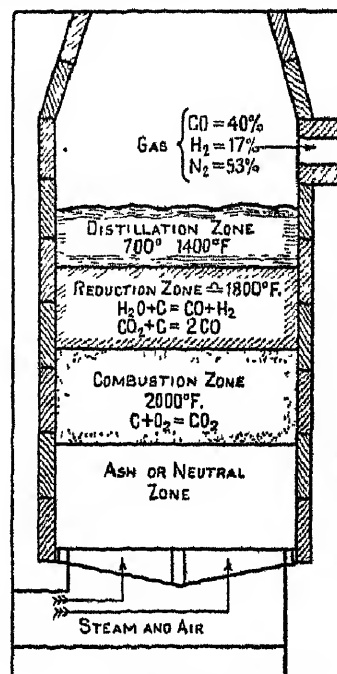 GAS { CO = 40%
H₂ = 17%
N₂ = 53%
DISTILLATION ZONE
700° 1400°F
REDUCTION ZONE ≏ 1800°F.
H₂O+C = CO+H₂
CO₂+C = 2CO
COMBUSTION ZONE
2000°F.
C+O₂ = CO₂
ASH OR NEUTRAL
ZONE
STEAM AND AIR